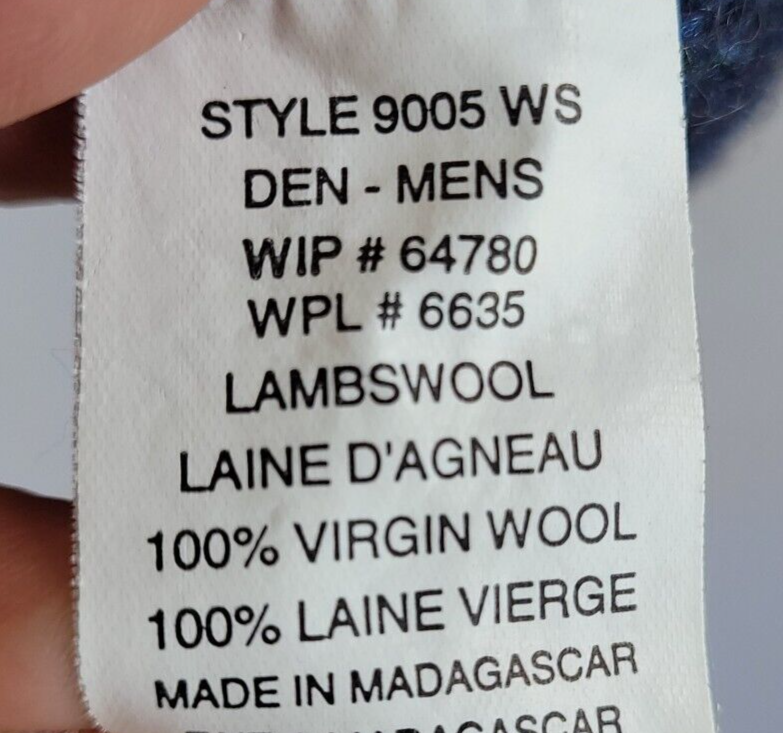 STYLE 9005 WS
DEN - MENS
WIP # 64780
WPL # 6635
LAMBSWOOL
LAINE D'AGNEAU
100% VIRGIN WOOL
100% LAINE VIERGE
MADE IN MADAGASCAR
MADAGASCAR